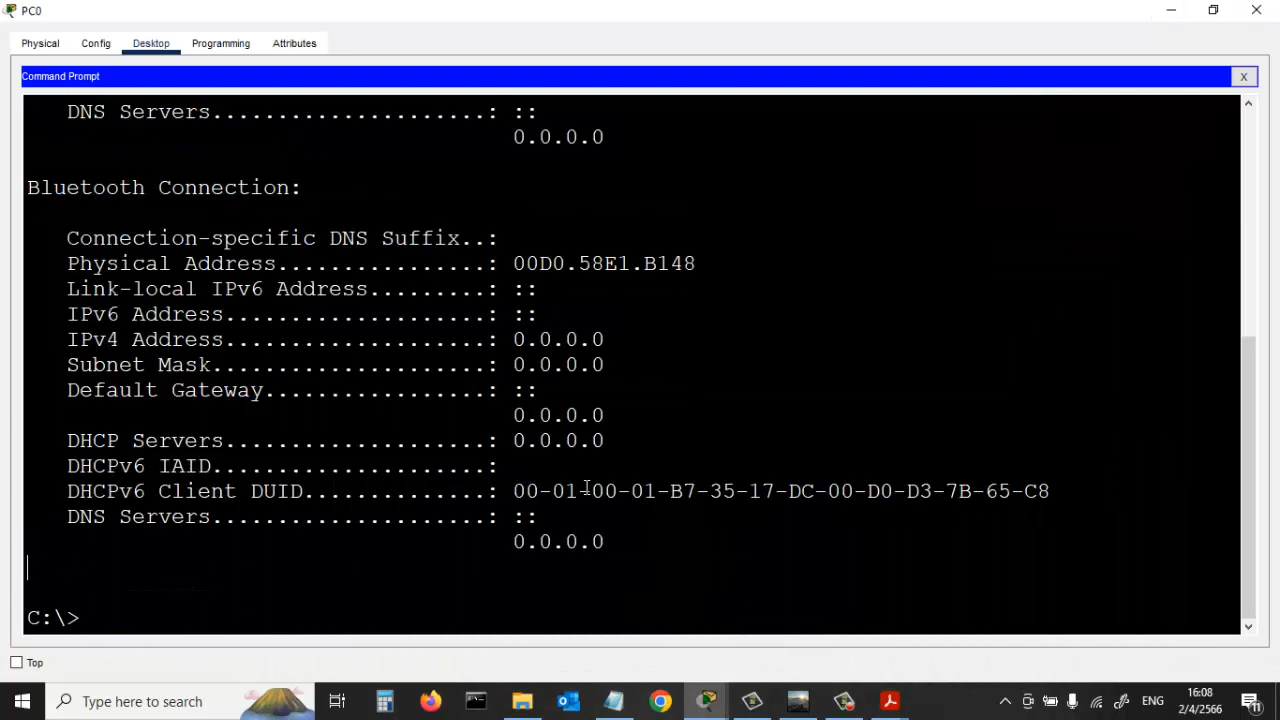 PC0
Physical Config Desktop Programming Attributes
Command Prompt X
DNS Servers.....................: ::
0.0.0.0
Bluetooth Connection:
Connection-specific DNS Suffix..:
Physical Address................: 00D0.58E1.B148
Link-local IPv6 Address.........: ::
IPv6 Address....................: ::
IPv4 Address....................: 0.0.0.0
Subnet Mask.....................: 0.0.0.0
Default Gateway.................: ::
0.0.0.0
DHCP Servers....................: 0.0.0.0
DHCPv6 IAID.....................:
DHCPv6 Client DUID..............: 00-01-00-01-B7-35-17-DC-00-D0-D3-7B-65-C8
DNS Servers.....................: ::
0.0.0.0
C:\>
Top
Type here to search ENG 16:08
2/4/2566 11